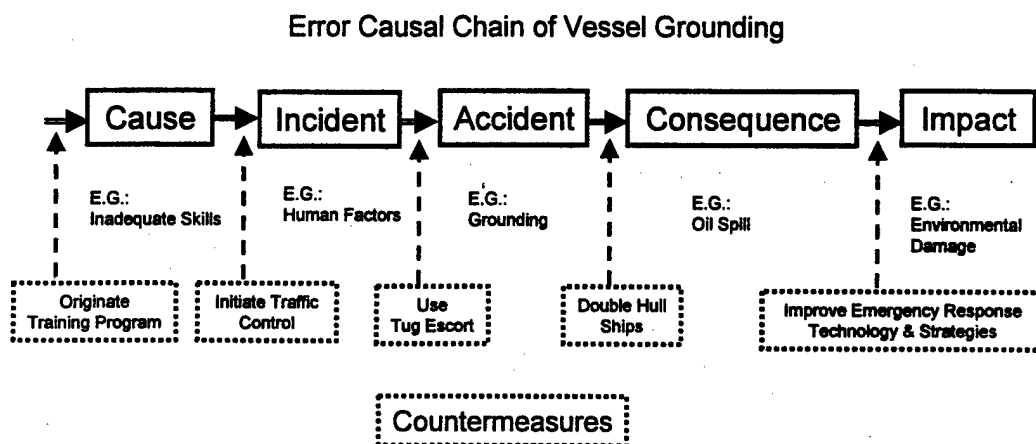 Error Causal Chain of Vessel Grounding
Cause
Incident
Accident
Consequence
Impact
E.G.:
Inadequate Skills
E.G.:
Human Factors
E.G.:
Grounding
E.G.:
Oil Spill
E.G.:
Environmental
Damage
Originate
Training Program
Initiate Traffic
Control
Use
Tug Escort
Double Hull
Ships
Improve Emergency Response
Technology & Strategies
Countermeasures